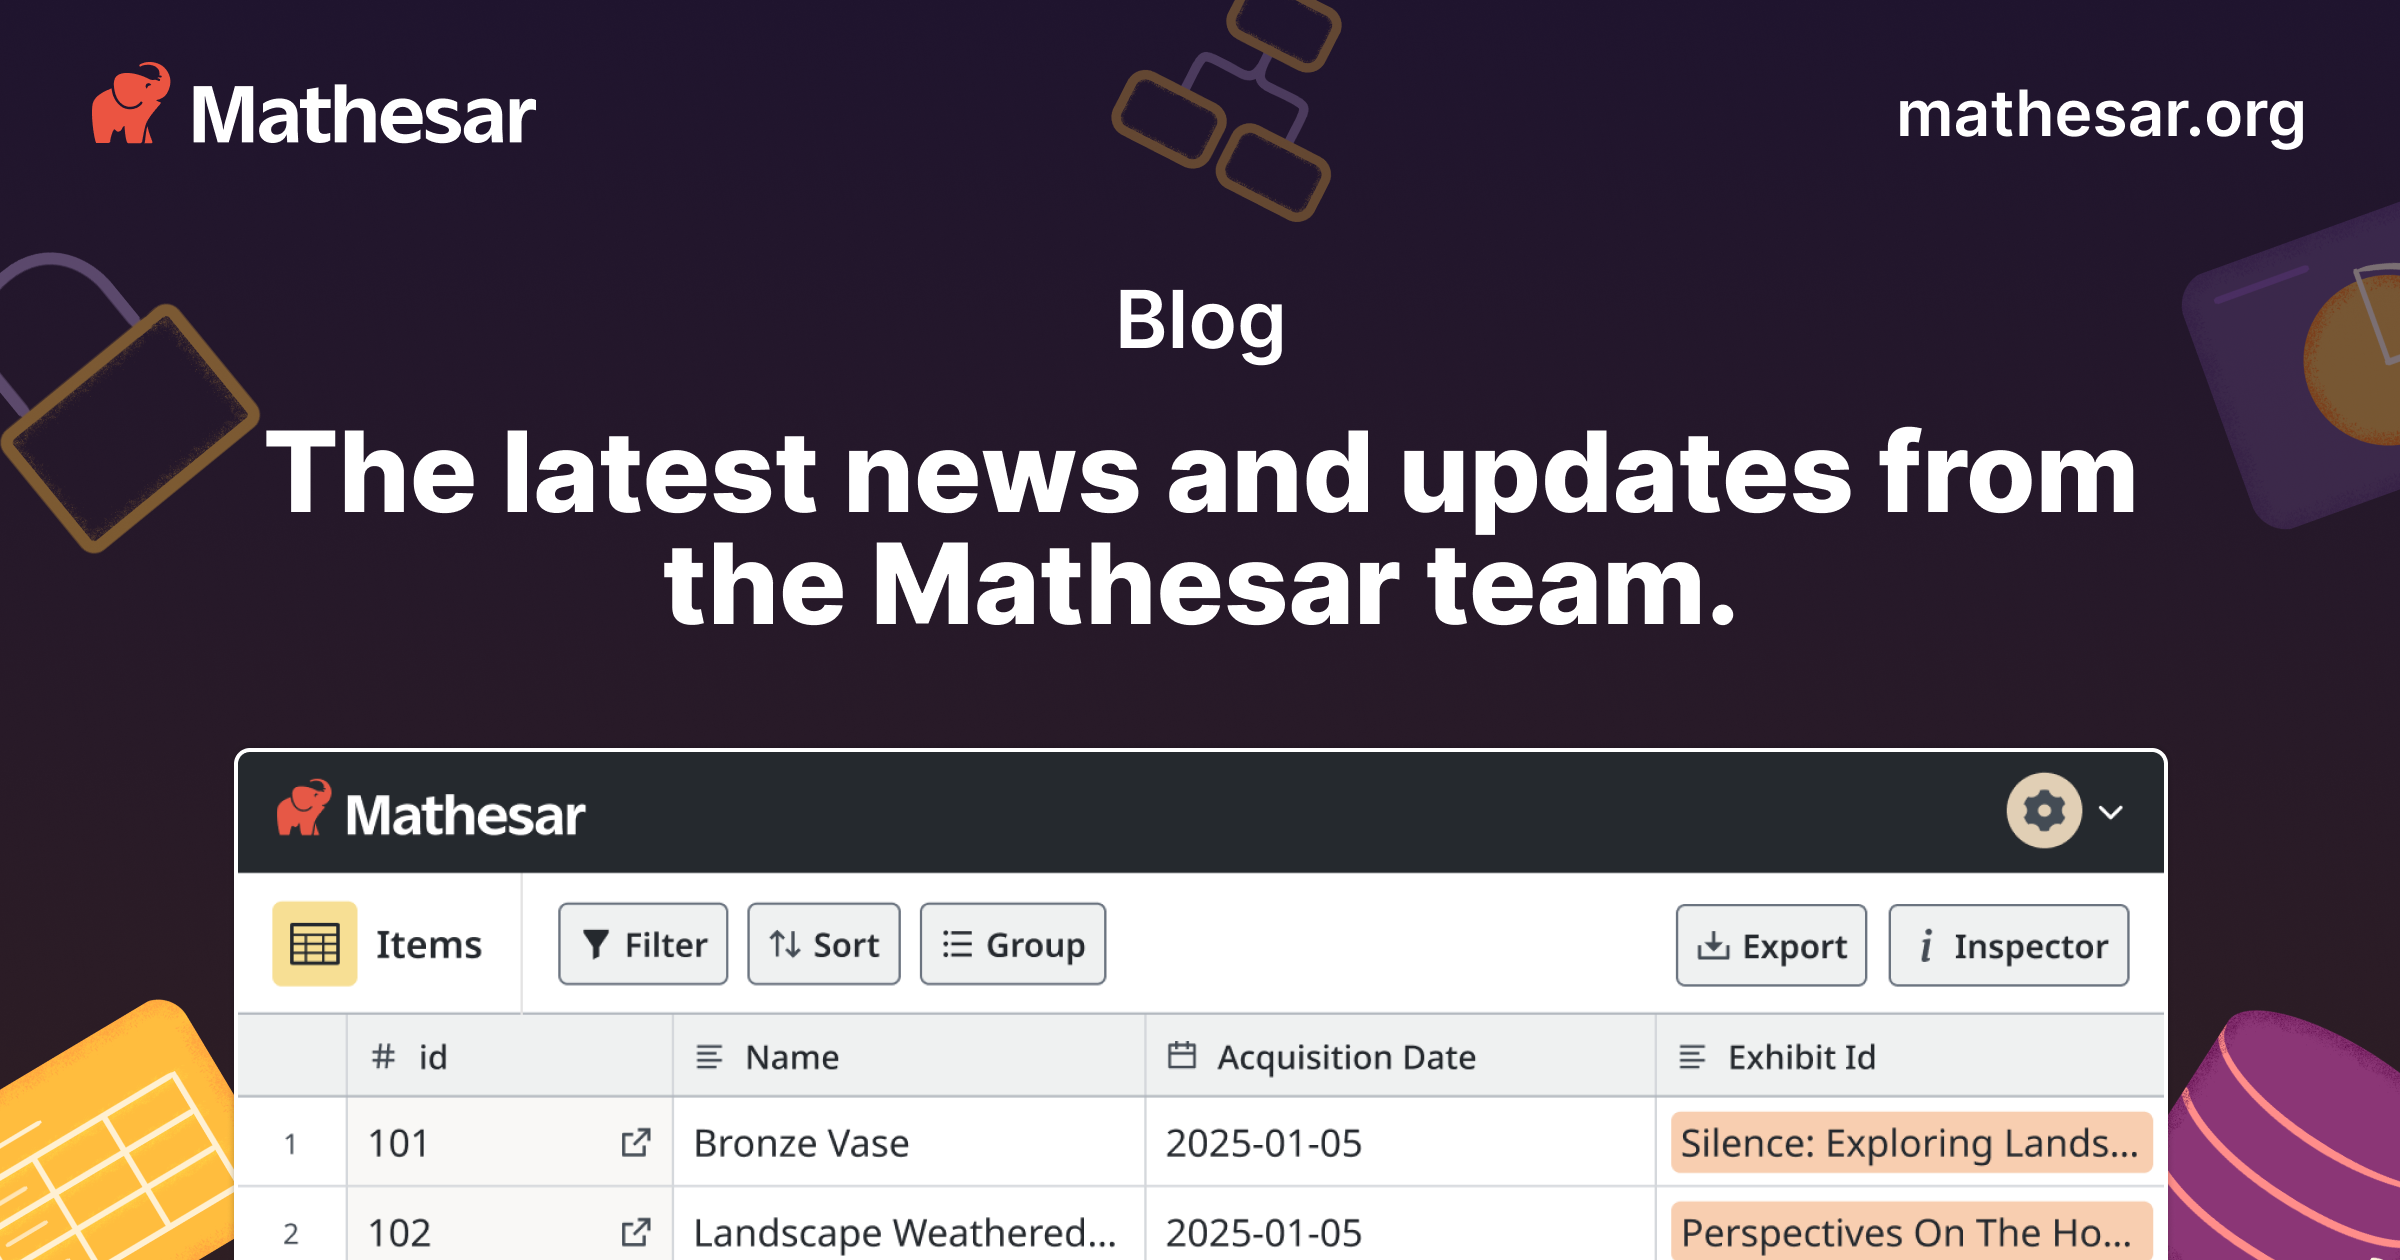 Mathesar
mathesar.org
Blog
The latest news and updates from
the Mathesar team.
Mathesar
Items
Filter
Sort
Group
Export
Inspector
# id
Name
Acquisition Date
Exhibit Id
1 101 Bronze Vase 2025-01-05 Silence: Exploring Lands...
2 102 Landscape Weathered... 2025-01-05 Perspectives On The Ho...